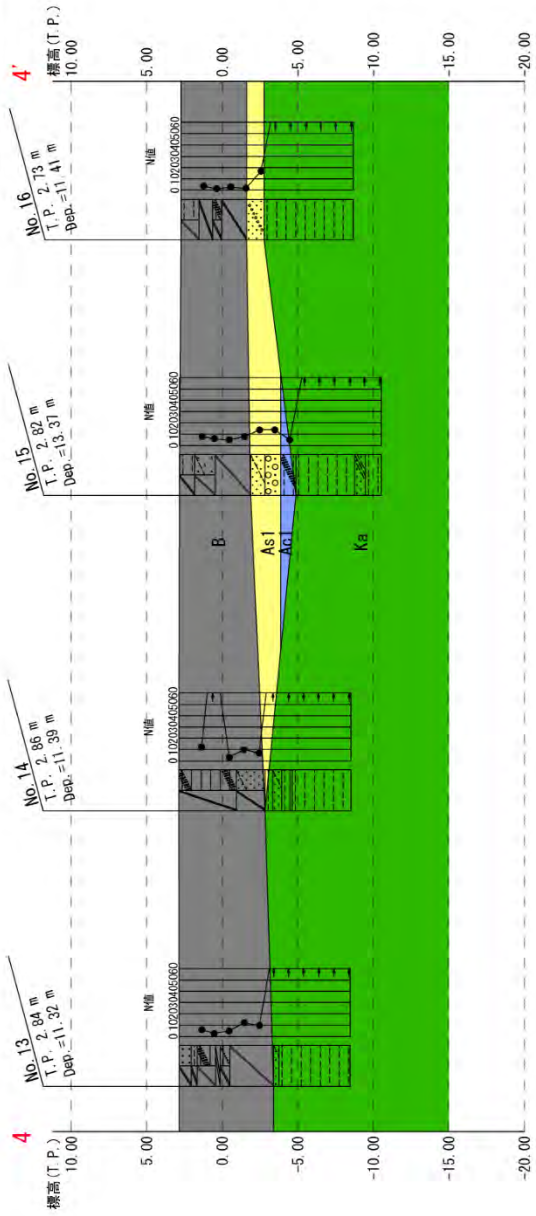 4
4'
標高(T.P.)
標高(T.P.)
No. 13
T.P. 2.84 m
Dep.=11.32 m
No. 14
T.P. 2.86 m
Dep.=11.39 m
No. 15
T.P. 2.82 m
Dep.=13.37 m
No. 16
T.P. 2.73 m
Dep.=11.41 m
N値
N値
N値
N値
0 102030405060
0 102030405060
0 102030405060
0 102030405060
10.00
5.00
0.00
-5.00
-10.00
-15.00
-20.00
B
As1
Ac1
Ka
10.00
5.00
0.00
-5.00
-10.00
-15.00
-20.00